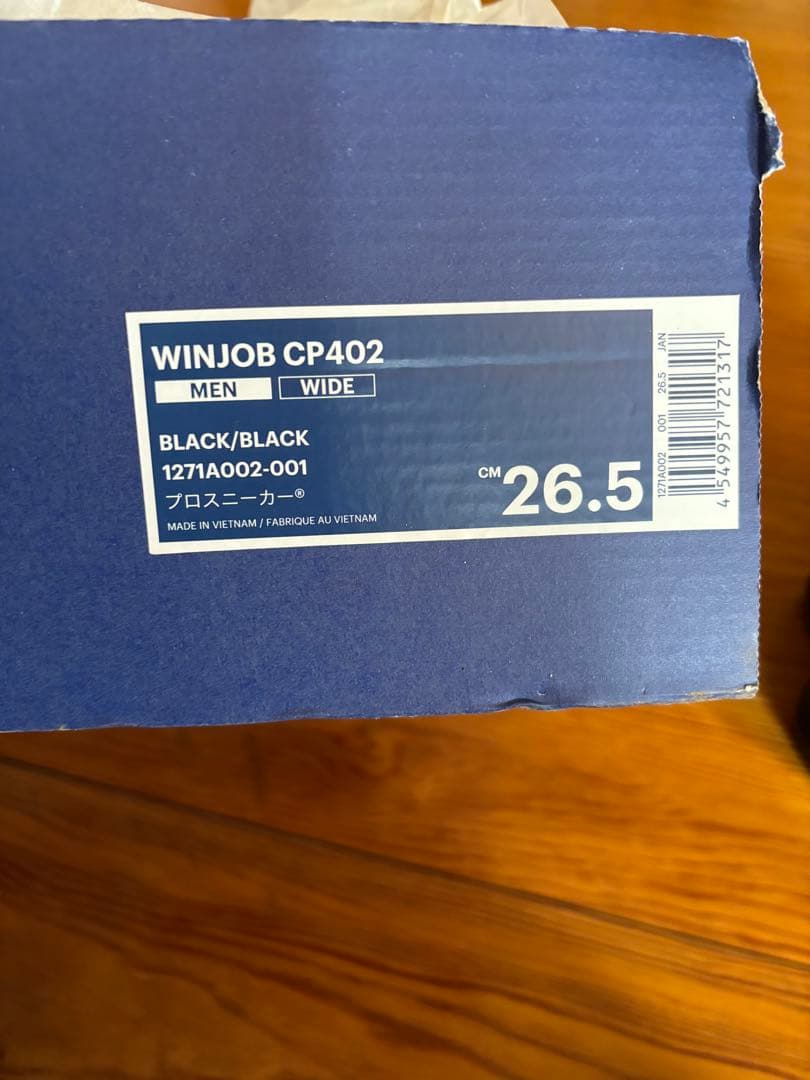 WINJOB CP402
MEN WIDE
BLACK/BLACK
1271A002-001
プロスニーカー®
MADE IN VIETNAM / FABRIQUE AU VIETNAM
CM 26.5
1271A002 001 26.5 JAN
4549957721317